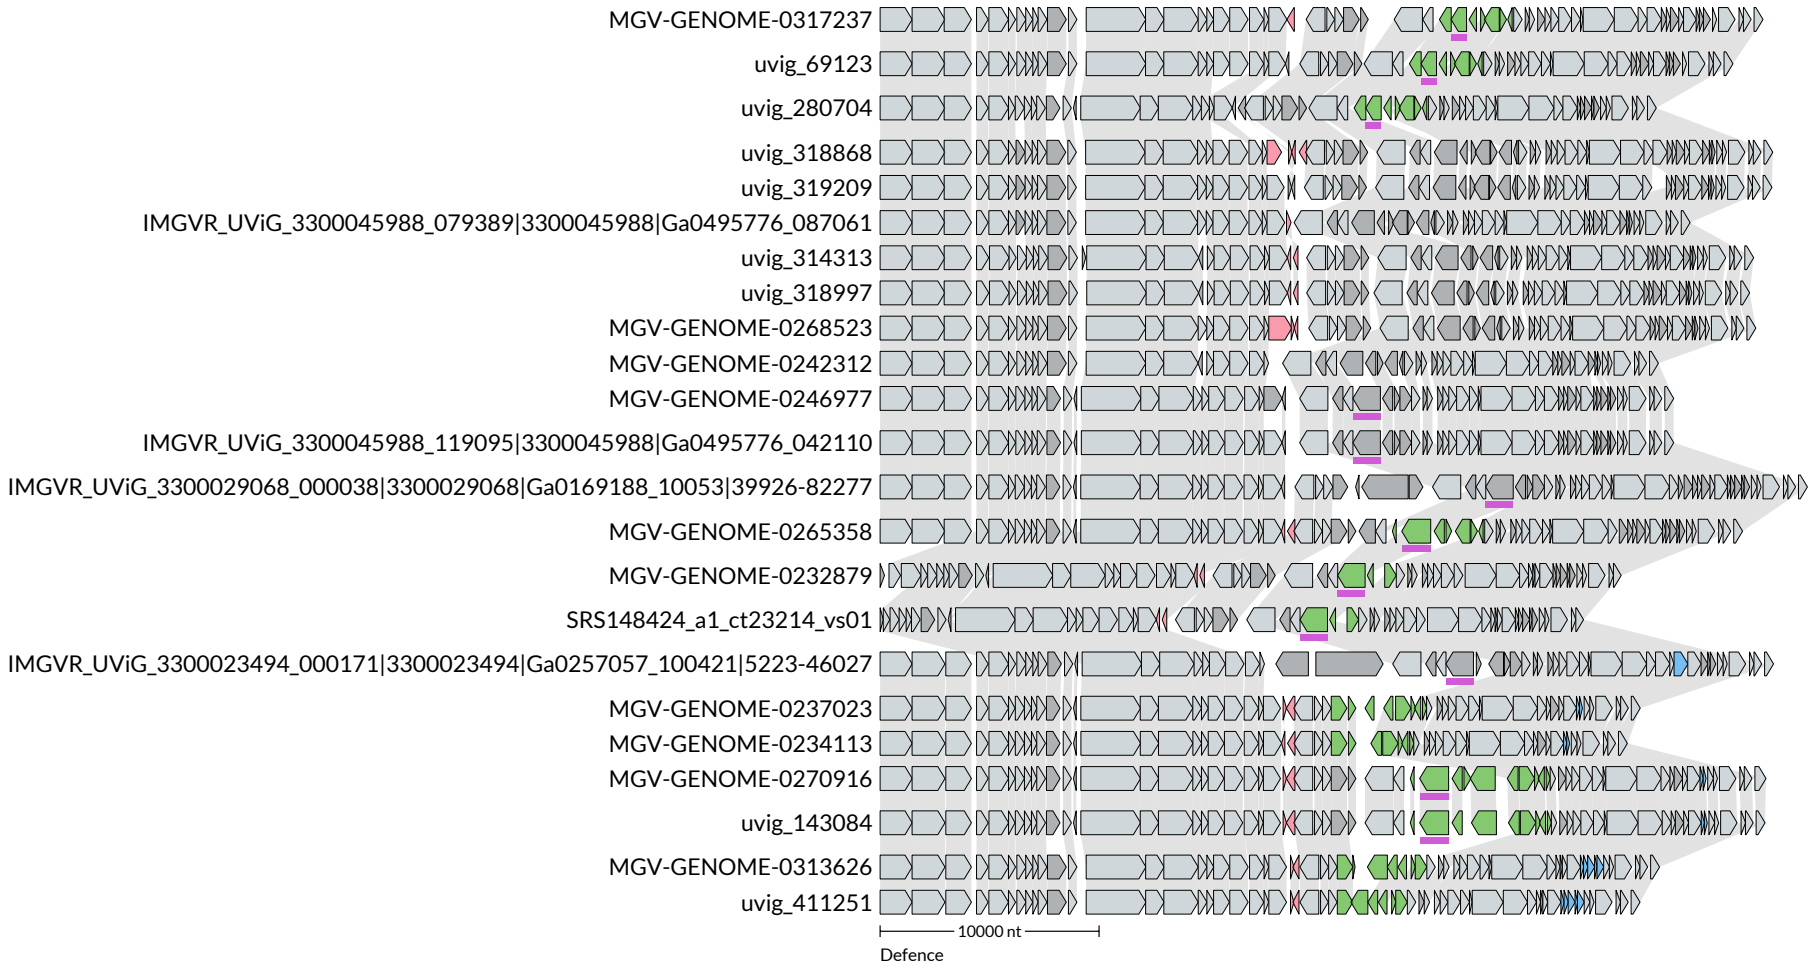 MGV-GENOME-0317237
uvig_69123
uvig_280704
uvig_318868
uvig_319209
IMGVR_UViG_3300045988_079389|3300045988|Ga0495776_087061
uvig_314313
uvig_318997
MGV-GENOME-0268523
MGV-GENOME-0242312
MGV-GENOME-0246977
IMGVR_UViG_3300045988_119095|3300045988|Ga0495776_042110
IMGVR_UViG_3300029068_000038|3300029068|Ga0169188_10053|39926-82277
MGV-GENOME-0265358
MGV-GENOME-0232879
SRS148424_a1_ct23214_vs01
IMGVR_UViG_3300023494_000171|3300023494|Ga0257057_100421|5223-46027
MGV-GENOME-0237023
MGV-GENOME-0234113
MGV-GENOME-0270916
uvig_143084
MGV-GENOME-0313626
uvig_411251
10000 nt
Defence